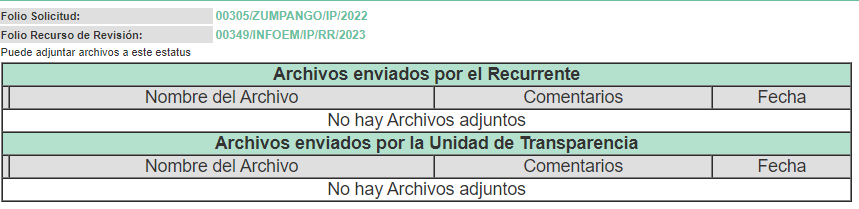 Folio Solicitud: 00305/ZUMPANGO/IP/2022
Folio Recurso de Revisión: 00349/INFOEM/IP/RR/2023
Puede adjuntar archivos a este estatus
Archivos enviados por el Recurrente
Nombre del Archivo Comentarios Fecha
No hay Archivos adjuntos
Archivos enviados por la Unidad de Transparencia
Nombre del Archivo Comentarios Fecha
No hay Archivos adjuntos